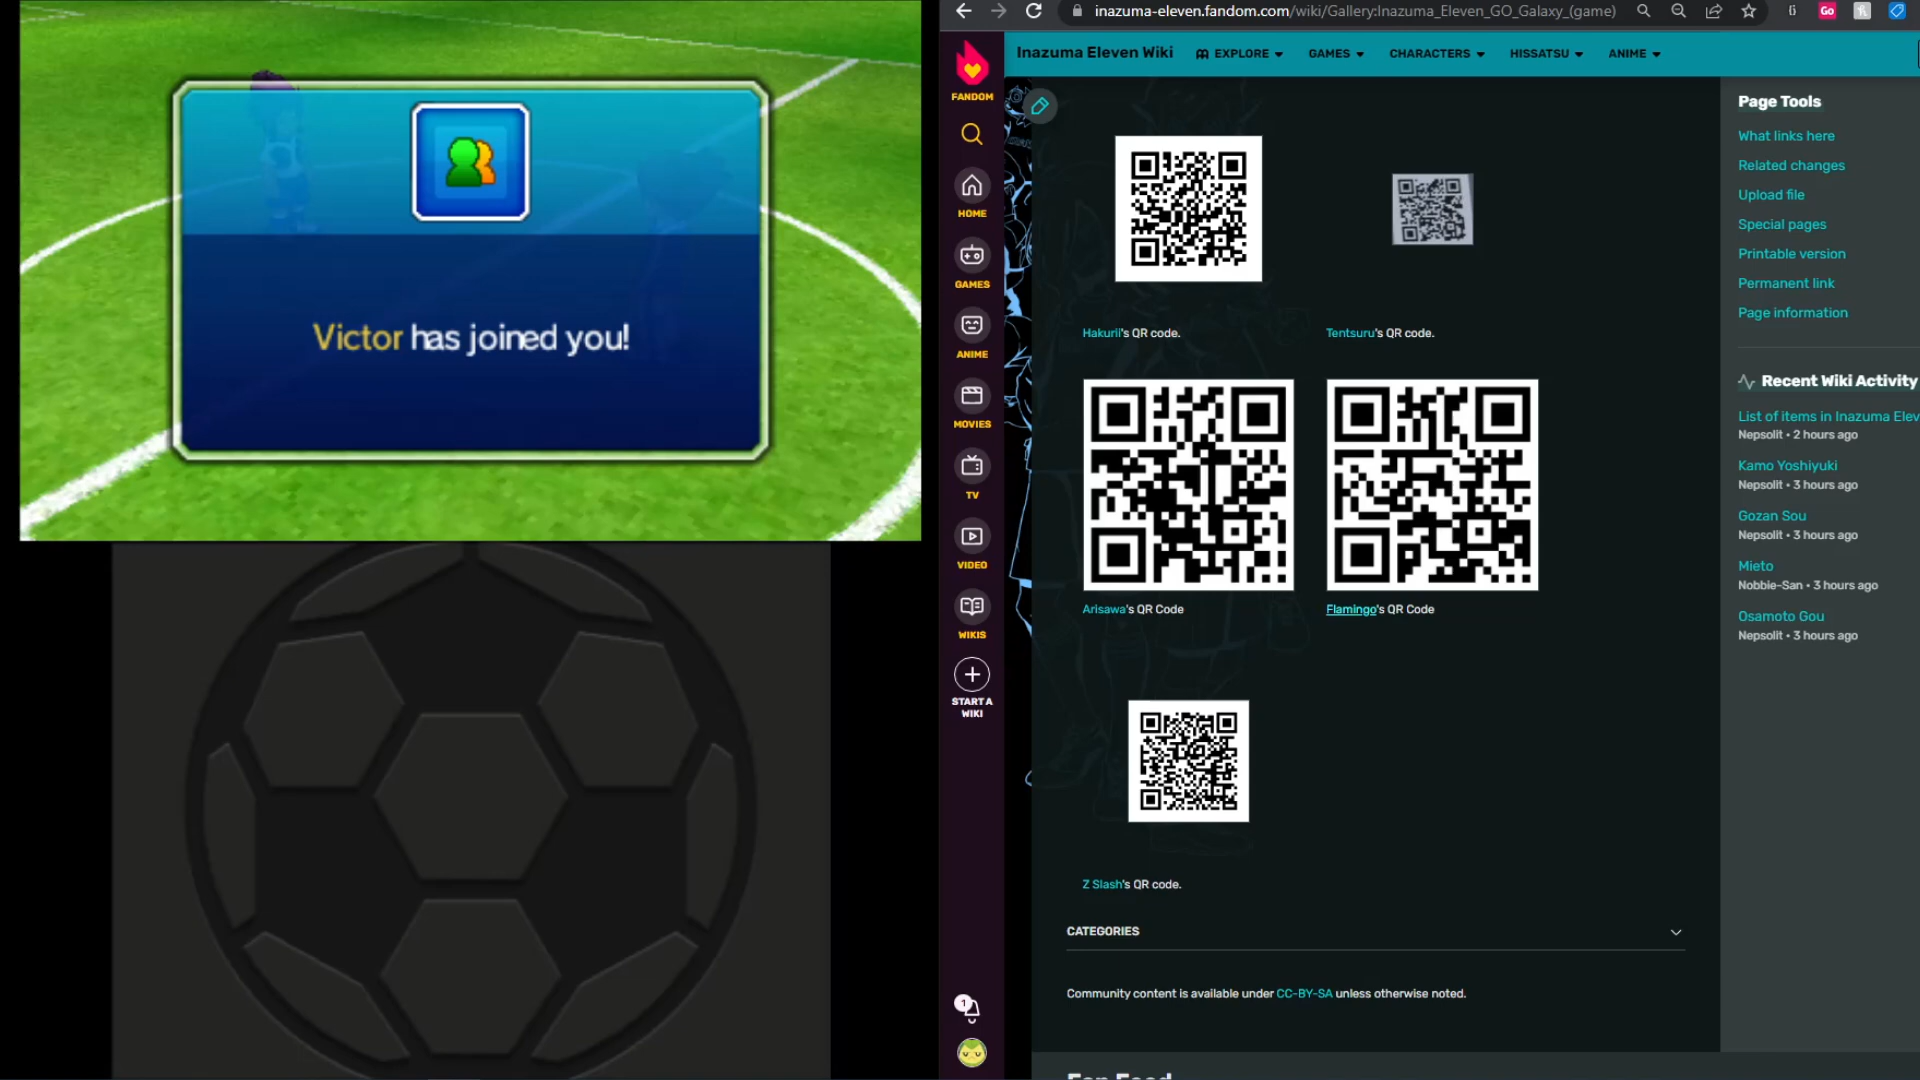 Victor has joined you!
inazuma-eleven.fandom.com/wiki/Gallery:Inazuma_Eleven_GO_Galaxy_(game)
Go
Inazuma Eleven Wiki
EXPLORE
GAMES
CHARACTERS
HISSATSU
ANIME
FANDOM
HOME
GAMES
ANIME
MOVIES
TV
VIDEO
WIKIS
START A
WIKI
1
Hakurii's QR code.
Tentsuru's QR code.
Arisawa's QR Code
Flamingo's QR Code
Z Slash's QR code.
CATEGORIES
Community content is available under CC-BY-SA unless otherwise noted.
Page Tools
What links here
Related changes
Upload file
Special pages
Printable version
Permanent link
Page information
Recent Wiki Activity
List of items in Inazuma Elev
Nepsolit • 2 hours ago
Kamo Yoshiyuki
Nepsolit • 3 hours ago
Gozan Sou
Nepsolit • 3 hours ago
Mieto
Nobbie-San • 3 hours ago
Osamoto Gou
Nepsolit • 3 hours ago
Fan Feed